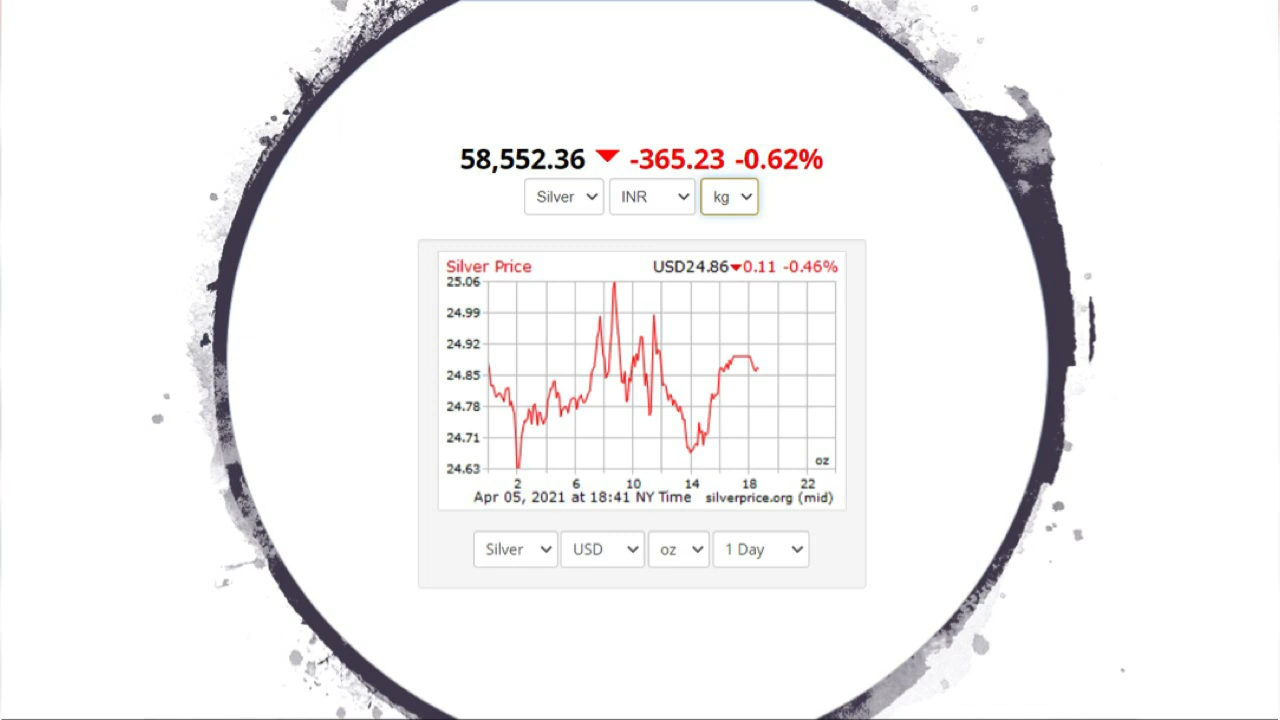 58,552.36 ▼ -365.23 -0.62%
Silver INR kg
Silver Price USD24.86▼0.11 -0.46%
25.06
24.99
24.92
24.85
24.78
24.71
24.63
oz
2 6 10 14 18 22
Apr 05, 2021 at 18:41 NY Time silverprice.org (mid)
Silver USD oz 1 Day